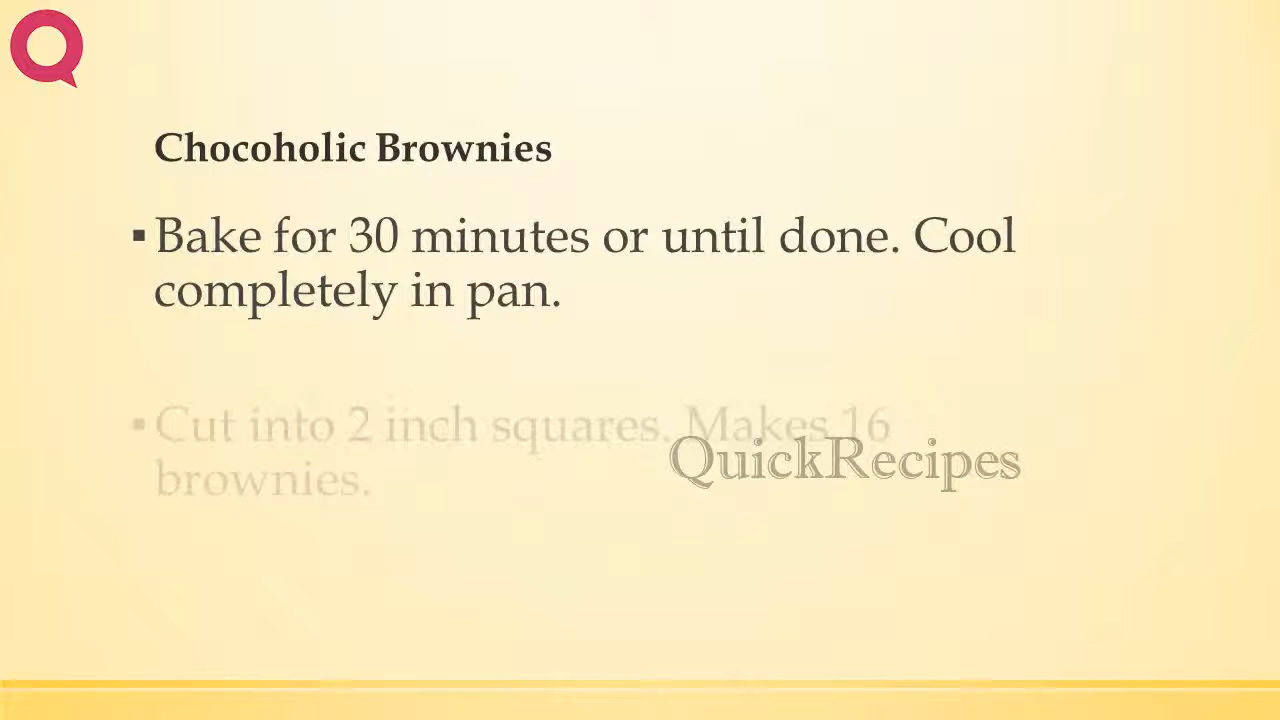 Chocoholic Brownies
▪Bake for 30 minutes or until done. Cool
completely in pan.
▪Cut into 2 inch squares. Makes 16
brownies.
QuickRecipes